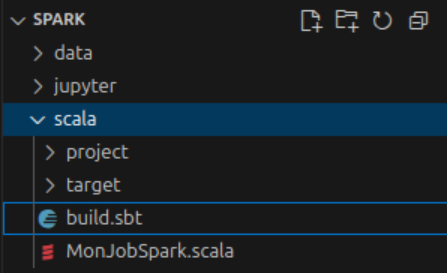 SPARK
data
jupyter
scala
project
target
build.sbt
MonJobSpark.scala